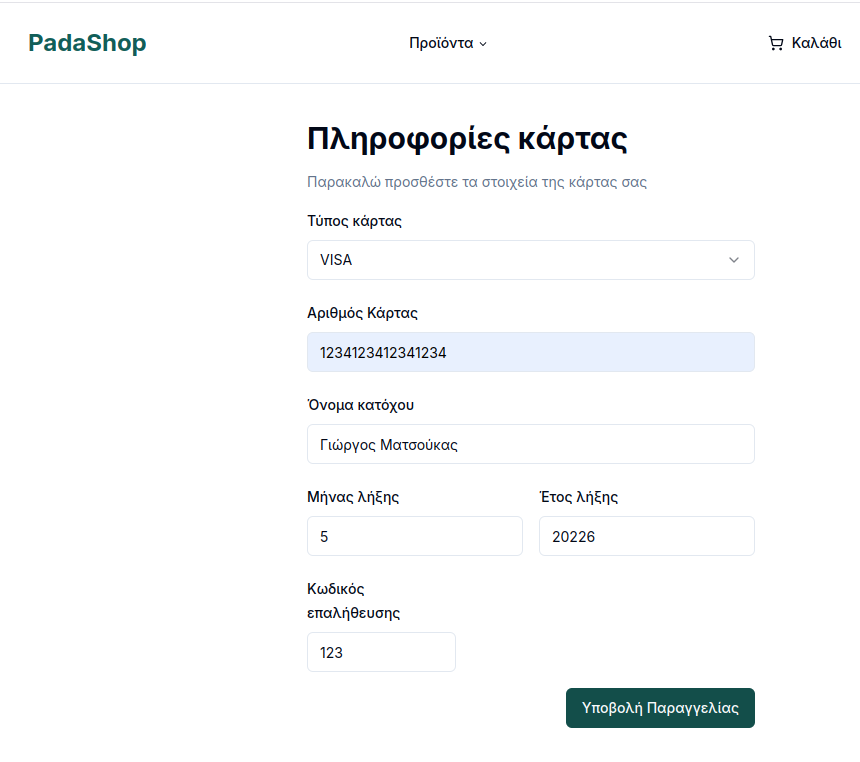 PadaShop
Προϊόντα
Καλάθι
Πληροφορίες κάρτας
Παρακαλώ προσθέστε τα στοιχεία της κάρτας σας
Τύπος κάρτας
VISA
Αριθμός Κάρτας
1234123412341234
Όνομα κατόχου
Γιώργος Ματσούκας
Μήνας λήξης
Έτος λήξης
5
20226
Κωδικός
επαλήθευσης
123
Υποβολή Παραγγελίας